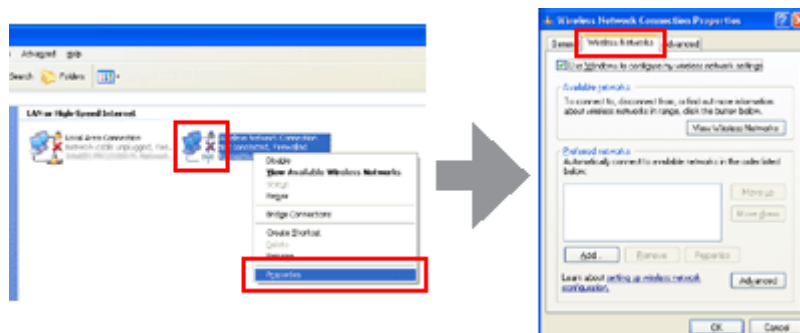 Advanced Help
Search Folders
LAN or High-Speed Internet
Local Area Connection
Network cable unplugged, Fire...
Wireless Network Connection
Not connected, Firewalled
Disable
View Available Wireless Networks
Status
Repair
Bridge Connections
Create Shortcut
Delete
Rename
Properties
Wireless Network Connection Properties
General Wireless Networks Advanced
Use Windows to configure my wireless network settings
Available networks
To connect to, disconnect from, or find out more information
about wireless networks in range, click the button below.
View Wireless Networks
Preferred networks
Automatically connect to available networks in the order listed
below:
Move up
Move down
Add... Remove Properties
Learn about setting up wireless network
configuration.
Advanced
OK Cancel